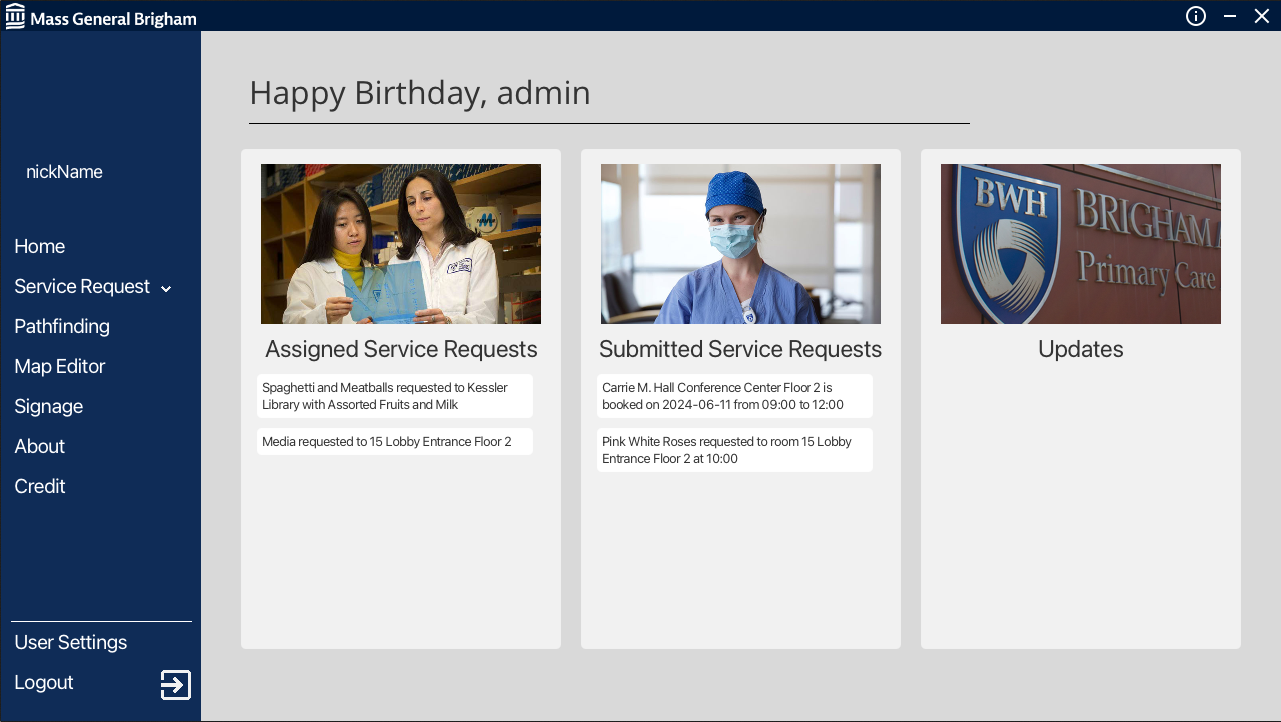 Mass General Brigham
Happy Birthday, admin
nickName
Home
Service Request
Pathfinding
Map Editor
Signage
About
Credit
User Settings
Logout
Assigned Service Requests
Spaghetti and Meatballs requested to Kessler
Library with Assorted Fruits and Milk
Media requested to 15 Lobby Entrance Floor 2
Submitted Service Requests
Carrie M. Hall Conference Center Floor 2 is
booked on 2024-06-11 from 09:00 to 12:00
Pink White Roses requested to room 15 Lobby
Entrance Floor 2 at 10:00
BWH
BRIGHAM
Primary Care
Updates